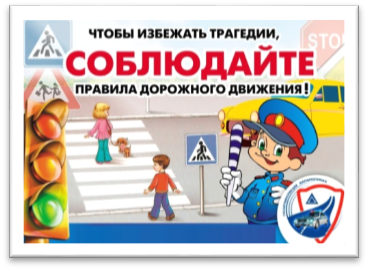 ЧТОБЫ ИЗБЕЖАТЬ ТРАГЕДИИ,
STOP
СОБЛЮДАЙТЕ
ПРАВИЛА ДОРОЖНОГО ДВИЖЕНИЯ!